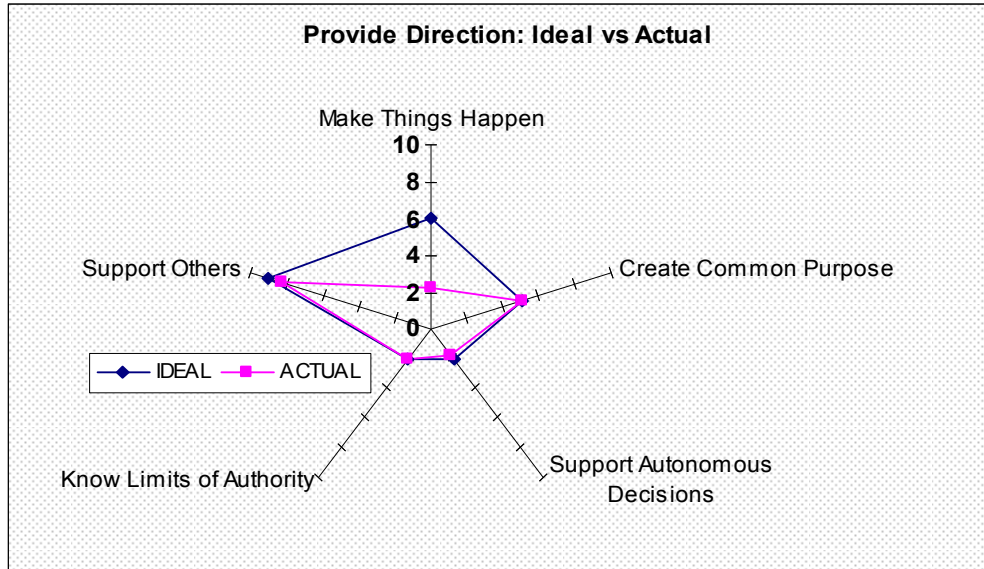 Provide Direction: Ideal vs Actual
Make Things Happen
10
8
6
4
2
0
Support Others
Create Common Purpose
IDEAL ACTUAL
Know Limits of Authority
Support Autonomous
Decisions